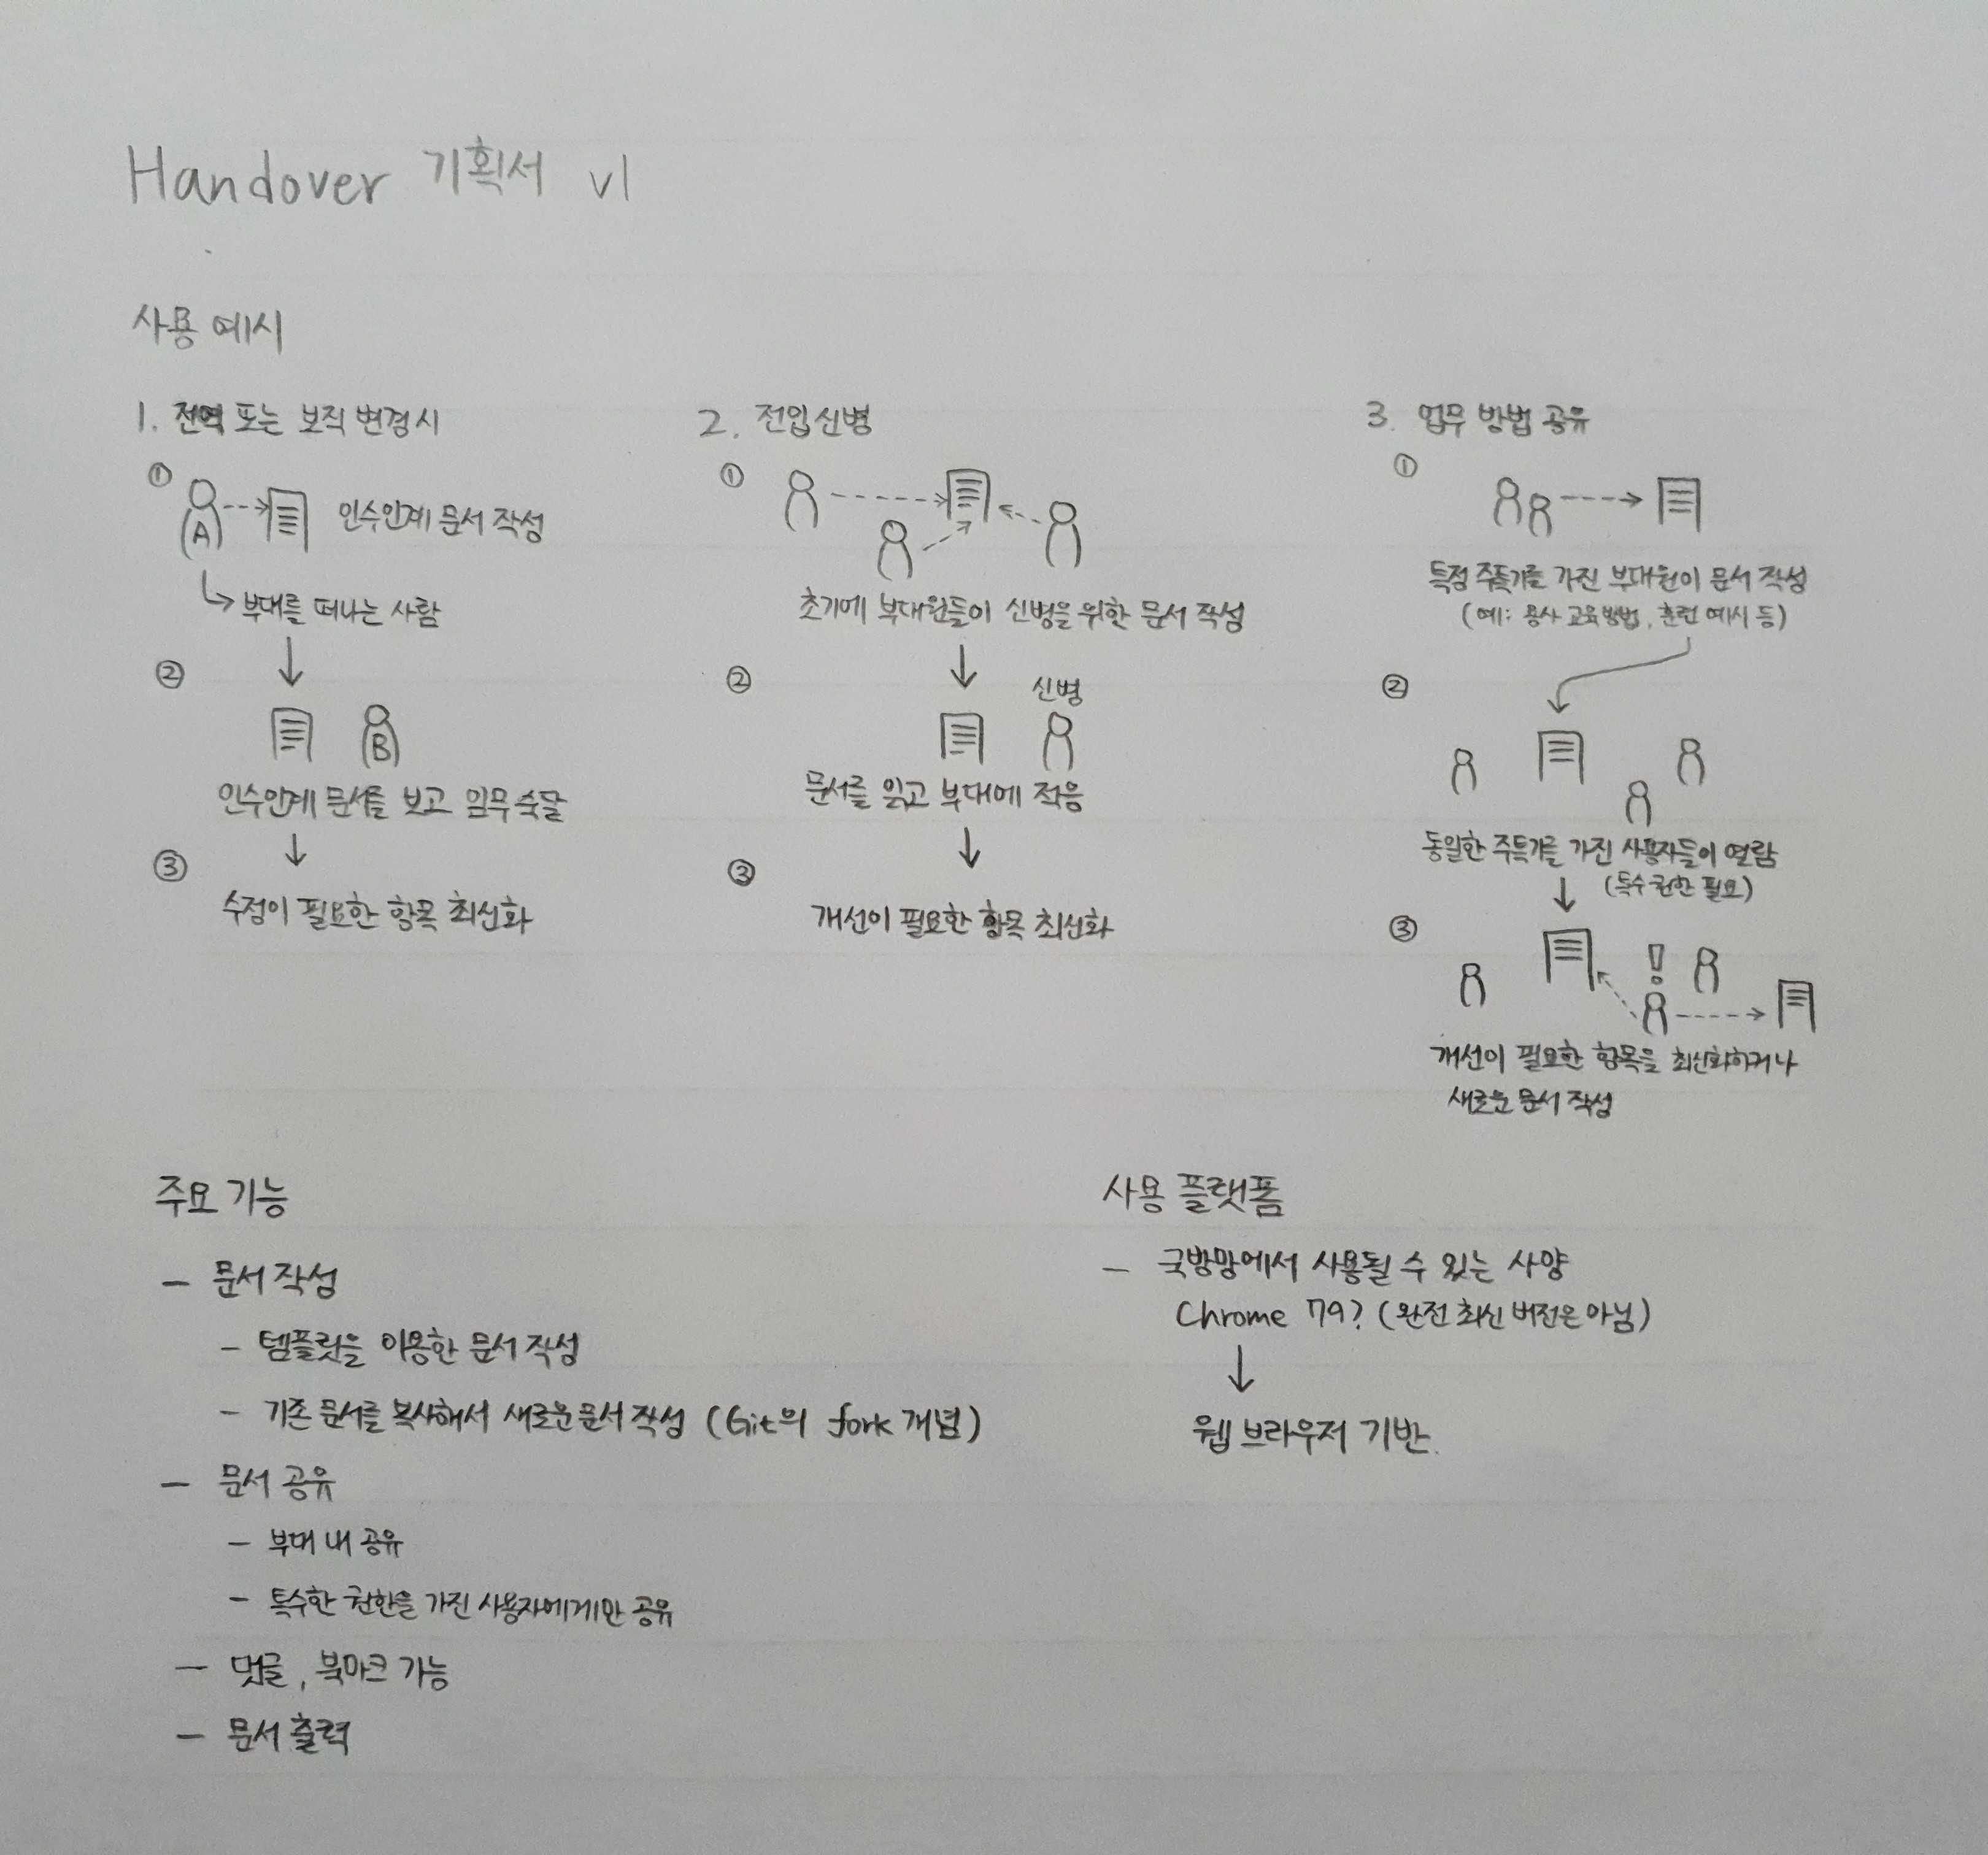 Handover 기획서 v1
사용 예시
1. 전역 또는 보직 변경시
①
A
인수인계 문서 작성
부대를 떠나는 사람
②
B
인수인계 문서를 보고 임무 숙달
③
수정이 필요한 항목 최신화
2. 전입신병
①
초기에 부대원들이 신병을 위한 문서 작성
②
신병
문서를 읽고 부대에 적응
③
개선이 필요한 항목 최신화
3. 업무 방법 공유
①
특정 주특기를 가진 부대원이 문서 작성
(예: 용사 교육방법, 훈련 예시 등)
②
동일한 주특기를 가진 사용자들이 열람
(특수 권한 필요)
③
!
개선이 필요한 항목을 최신화하거나
새로운 문서 작성
주요 기능
- 문서 작성
- 템플릿을 이용한 문서 작성
- 기존 문서를 복사해서 새로운 문서 작성 (Git의 fork 개념)
- 문서 공유
- 부대 내 공유
- 특수한 권한을 가진 사용자에게만 공유
- 댓글, 북마크 기능
- 문서 출력
사용 플랫폼
- 국방망에서 사용될 수 있는 사양
Chrome 79? (완전 최신 버전은 아님)
웹 브라우저 기반.